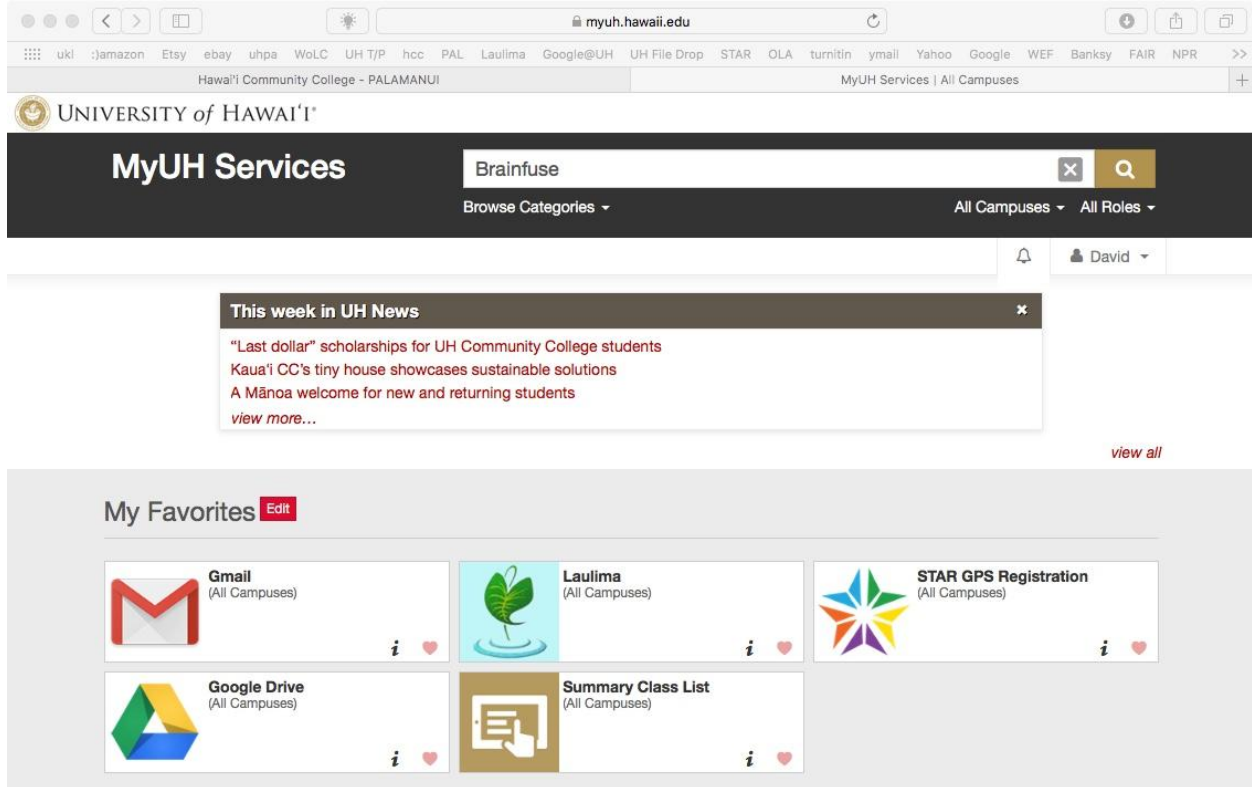 myuh.hawaii.edu
ukl :)amazon Etsy ebay uhpa WoLC UH T/P hcc PAL Laulima Google@UH UH File Drop STAR OLA turnitin ymail Yahoo Google WEF Banksy FAIR NPR >>
Hawai'i Community College - PALAMANUI MyUH Services | All Campuses +
UNIVERSITY of HAWAIʻI®
MyUH Services Brainfuse
Browse Categories All Campuses All Roles
David
This week in UH News
“Last dollar” scholarships for UH Community College students
Kaua‘i CC’s tiny house showcases sustainable solutions
A Mānoa welcome for new and returning students
view more…
view all
My Favorites Edit
Gmail Laulima STAR GPS Registration
(All Campuses) (All Campuses) (All Campuses)
i i i
Google Drive Summary Class List
(All Campuses) (All Campuses)
i i